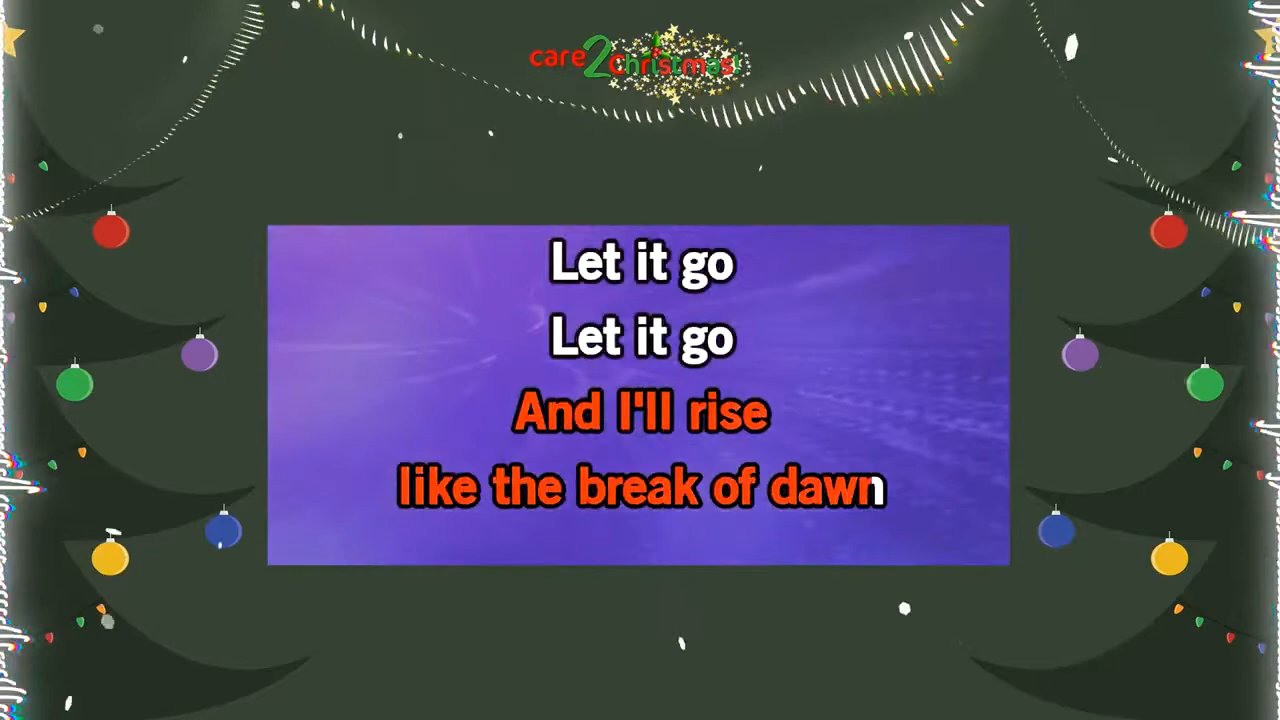 care2Christmas!
Let it go
Let it go
And I'll rise
like the break of dawn